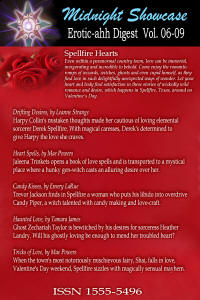 Midnight Showcase
Erotic-ahh Digest Vol. 06-09
Spellfire Hearts
Even within a paranormal country town, love can be immortal,
invigorating and incredible to behold. Come enjoy the romantic
romps of wizards, witches, ghosts and even cupid himself, as they
find love in such delightfully unexpected ways of wonder. Let your
heart and body find satisfaction in these stories of wickedly wild
romance and desire, which happens in Spellfire, Texas, around on
Valentine's Day.
Drifting Desires, by Leanne Strange
Harpy Collin's mistaken thoughts made her cautious of loving elemental
sorcerer Derek Spellfire. With magical caresses, Derek's determined to
give Harpy the love she craves.
Heart Spells, by Mae Powers
Jaleena Triskets opens a book of love spells and is transported to a mystical
place where a hunky gen-witch casts an alluring desire over her.
Candy Kisses, by Emery LaRue
Trevor Jackson finds in Spellfire a woman who puts his libido into overdrive
Candy Piper, a witch talented with candy making and love-craft.
Haunted Love, by Tamara James
Ghost Zechariah Taylor is bewitched by his desires for sorceress Heather
Landry. Will his ghostly loving be enough to mend her troubled heart?
Tricks of Love, by Mae Powers
When the town's most notoriously mischievous fairy, Shai, falls in love,
Valentine's Day Weekend, Spellfire sizzles with magically sensual mayhem.
ISSN 1555-5496